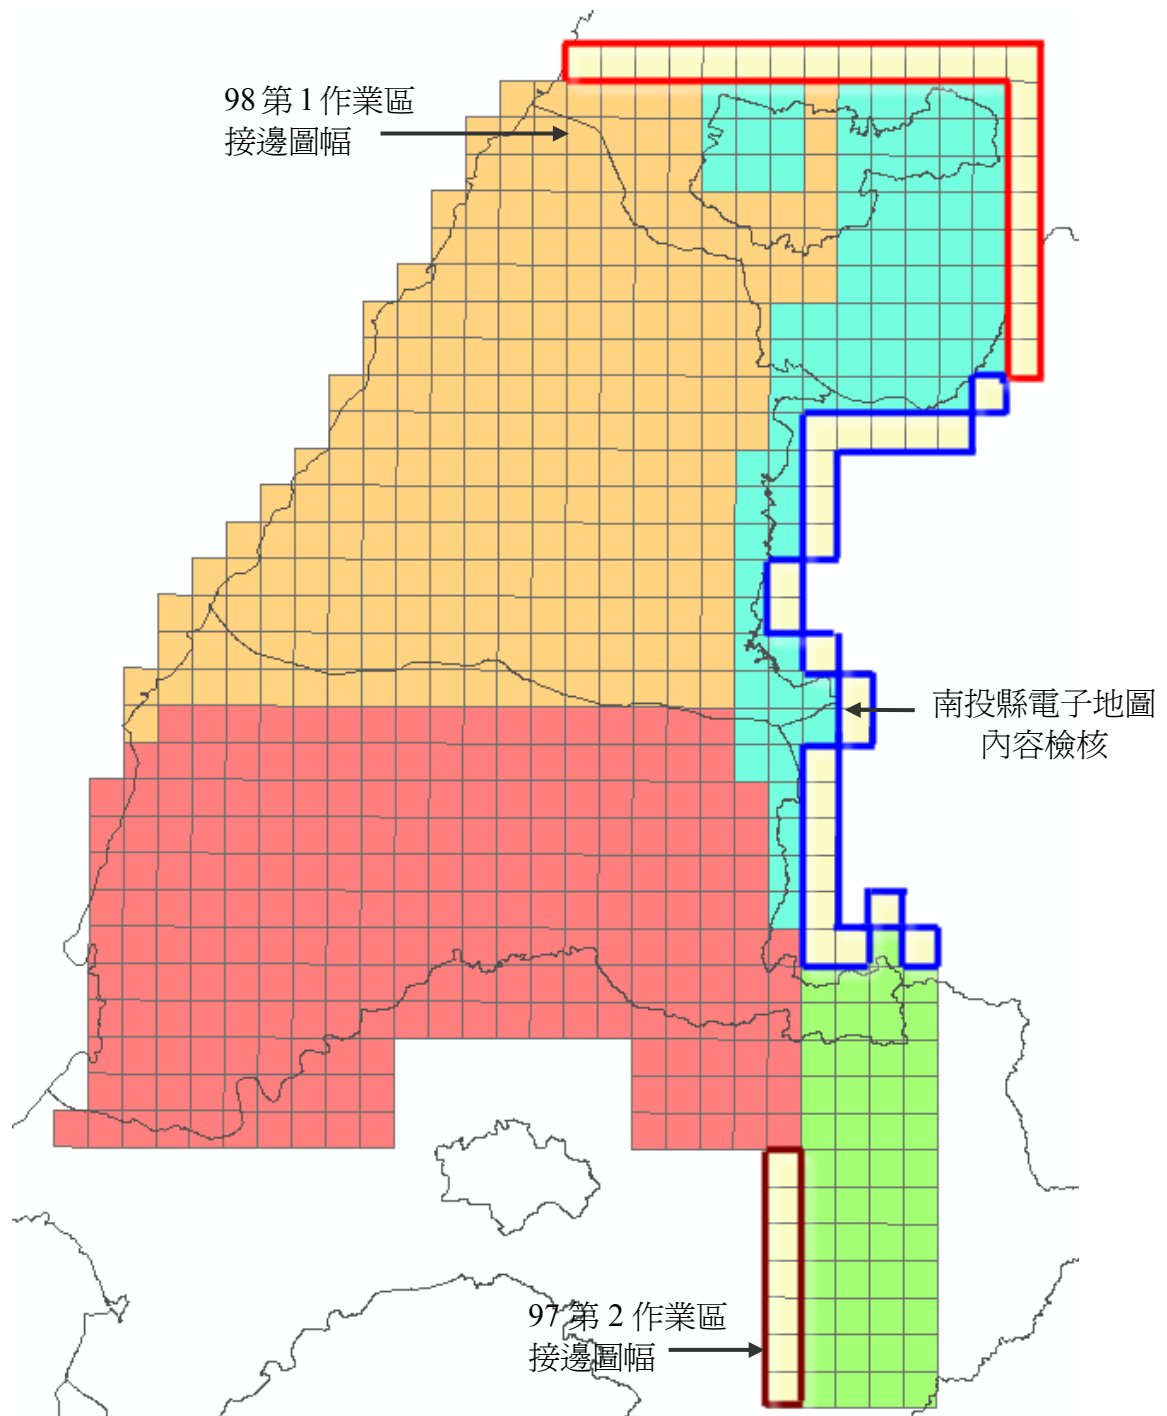 98 第 1 作業區
接邊圖幅
南投縣電子地圖
內容檢核
97 第 2 作業區
接邊圖幅